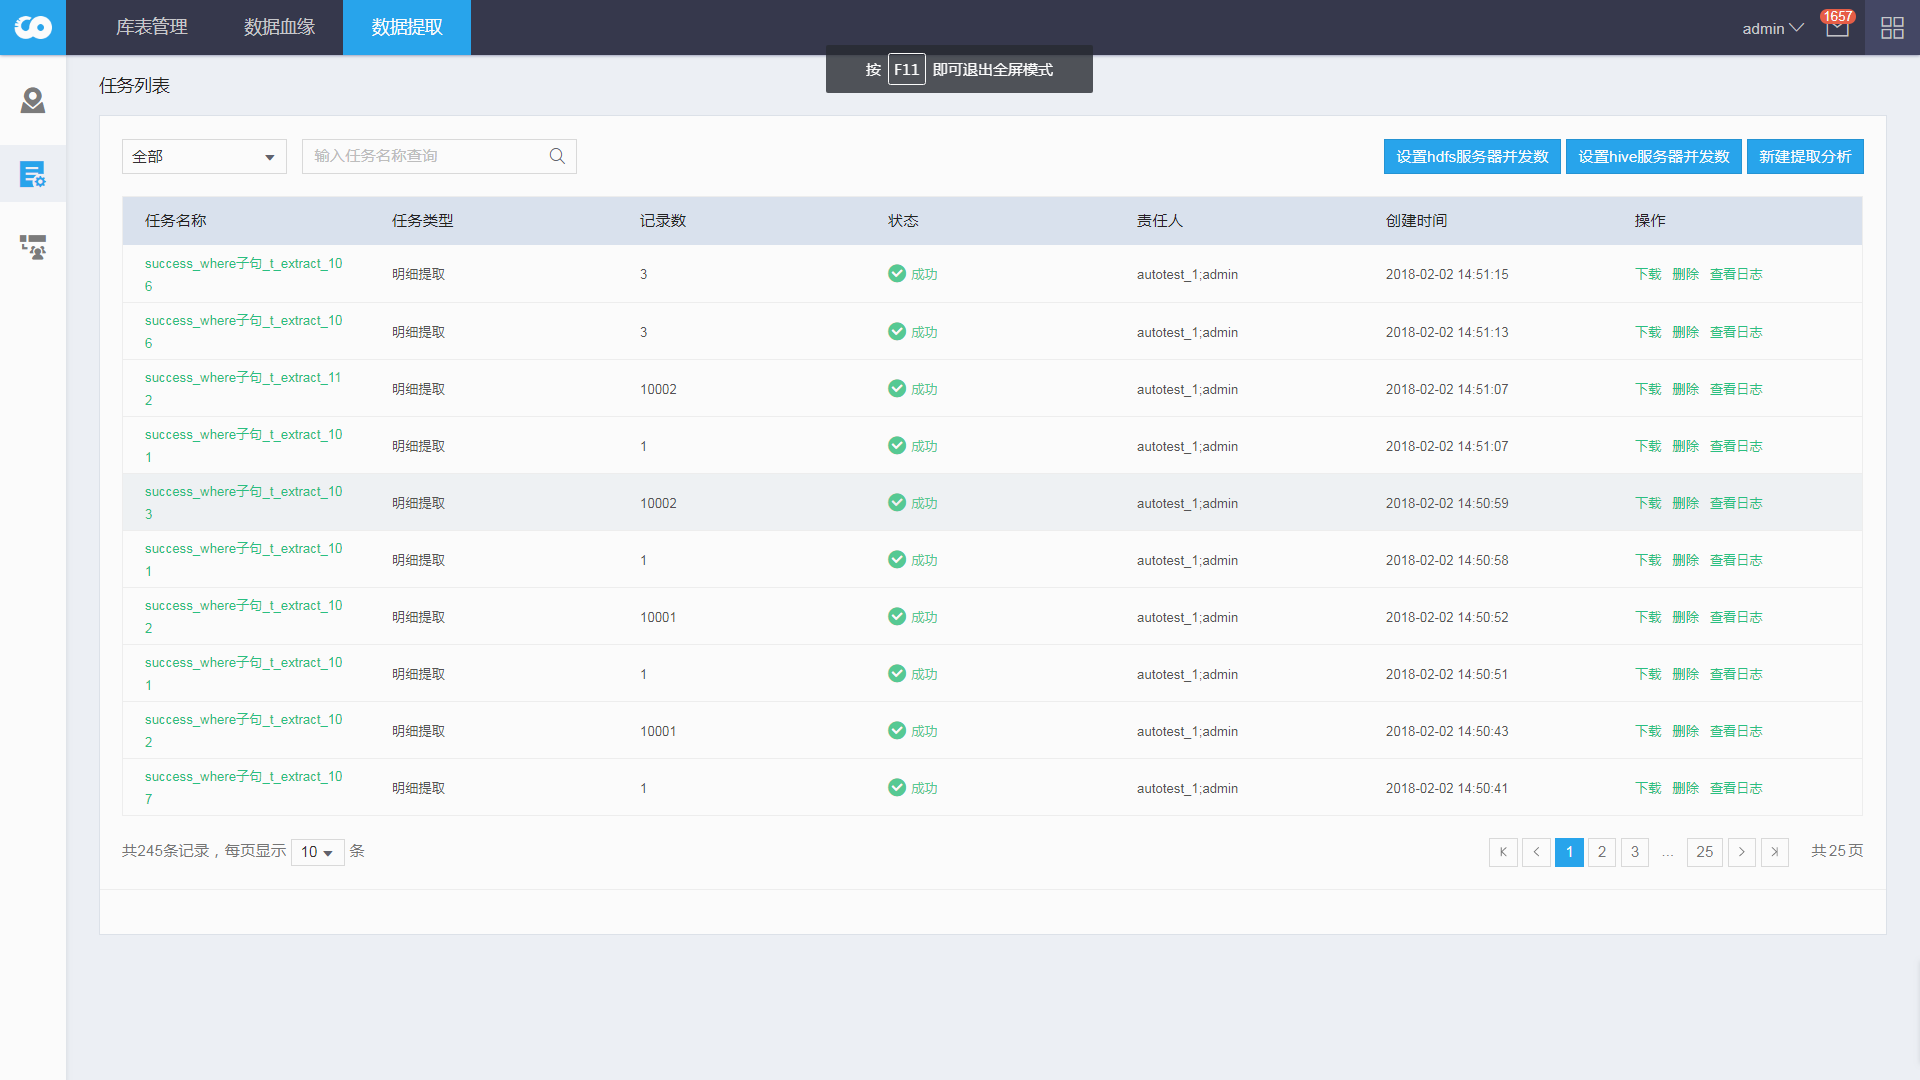 库表管理 数据血缘 数据提取 admin 1657
按 F11 即可退出全屏模式
任务列表
全部 输入任务名称查询 设置hdfs服务器并发数 设置hive服务器并发数 新建提取分析
任务名称 任务类型 记录数 状态 责任人 创建时间 操作
success_where子句_t_extract_10
6
明细提取 3 成功 autotest_1;admin 2018-02-02 14:51:15 下载 删除 查看日志
success_where子句_t_extract_10
6
明细提取 3 成功 autotest_1;admin 2018-02-02 14:51:13 下载 删除 查看日志
success_where子句_t_extract_11
2
明细提取 10002 成功 autotest_1;admin 2018-02-02 14:51:07 下载 删除 查看日志
success_where子句_t_extract_10
1
明细提取 1 成功 autotest_1;admin 2018-02-02 14:51:07 下载 删除 查看日志
success_where子句_t_extract_10
3
明细提取 10002 成功 autotest_1;admin 2018-02-02 14:50:59 下载 删除 查看日志
success_where子句_t_extract_10
1
明细提取 1 成功 autotest_1;admin 2018-02-02 14:50:58 下载 删除 查看日志
success_where子句_t_extract_10
2
明细提取 10001 成功 autotest_1;admin 2018-02-02 14:50:52 下载 删除 查看日志
success_where子句_t_extract_10
1
明细提取 1 成功 autotest_1;admin 2018-02-02 14:50:51 下载 删除 查看日志
success_where子句_t_extract_10
2
明细提取 10001 成功 autotest_1;admin 2018-02-02 14:50:43 下载 删除 查看日志
success_where子句_t_extract_10
7
明细提取 1 成功 autotest_1;admin 2018-02-02 14:50:41 下载 删除 查看日志
共245条记录，每页显示 10 条 1 2 3 ... 25 共25页